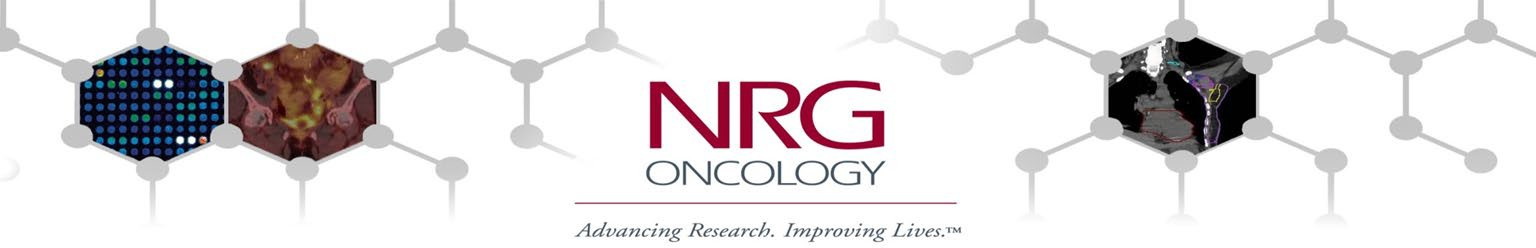 NRG
ONCOLOGY
Advancing Research. Improving Lives.™